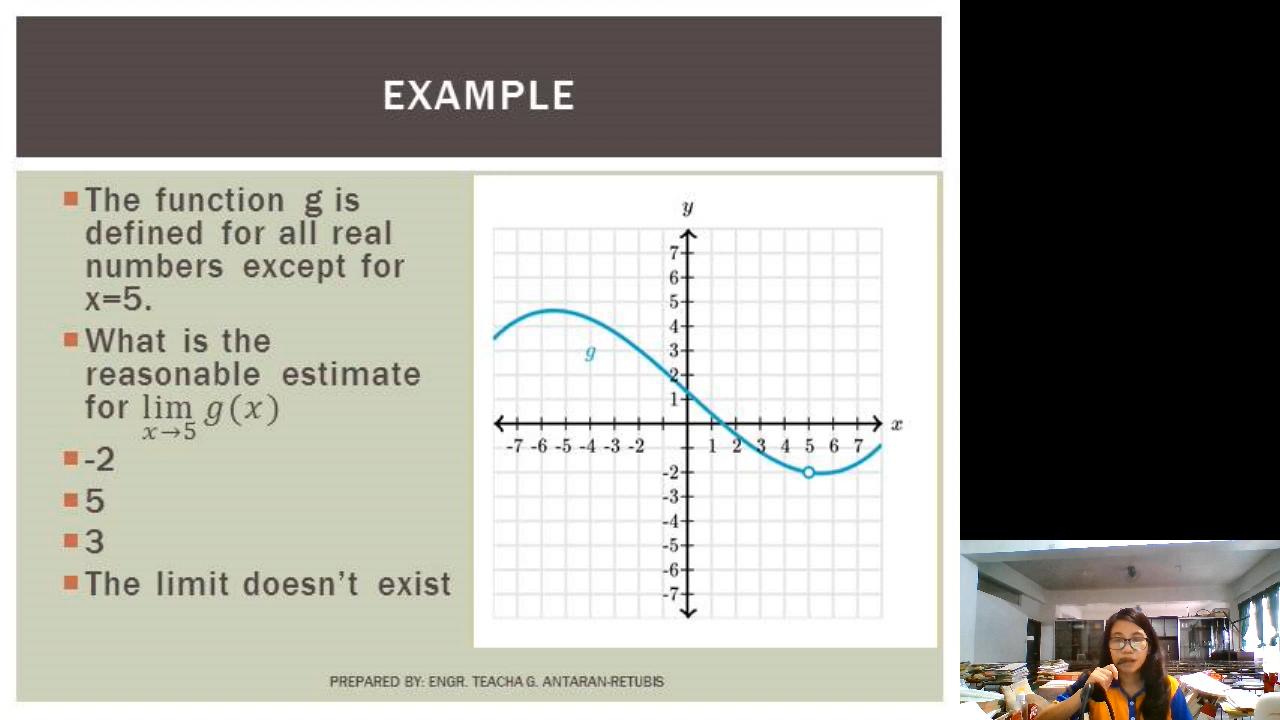 EXAMPLE
The function g is
defined for all real
numbers except for
x=5.
What is the
reasonable estimate
for lim g(x)
x→5
-2
5
3
The limit doesn't exist
y
7
6
5
4
3
2
1
g
x
-7 -6 -5 -4 -3 -2 1 2 3 4 5 6 7
-2
-3
-4
-5
-6
-7
PREPARED BY: ENGR. TEACHA G. ANTARAN-RETUBIS